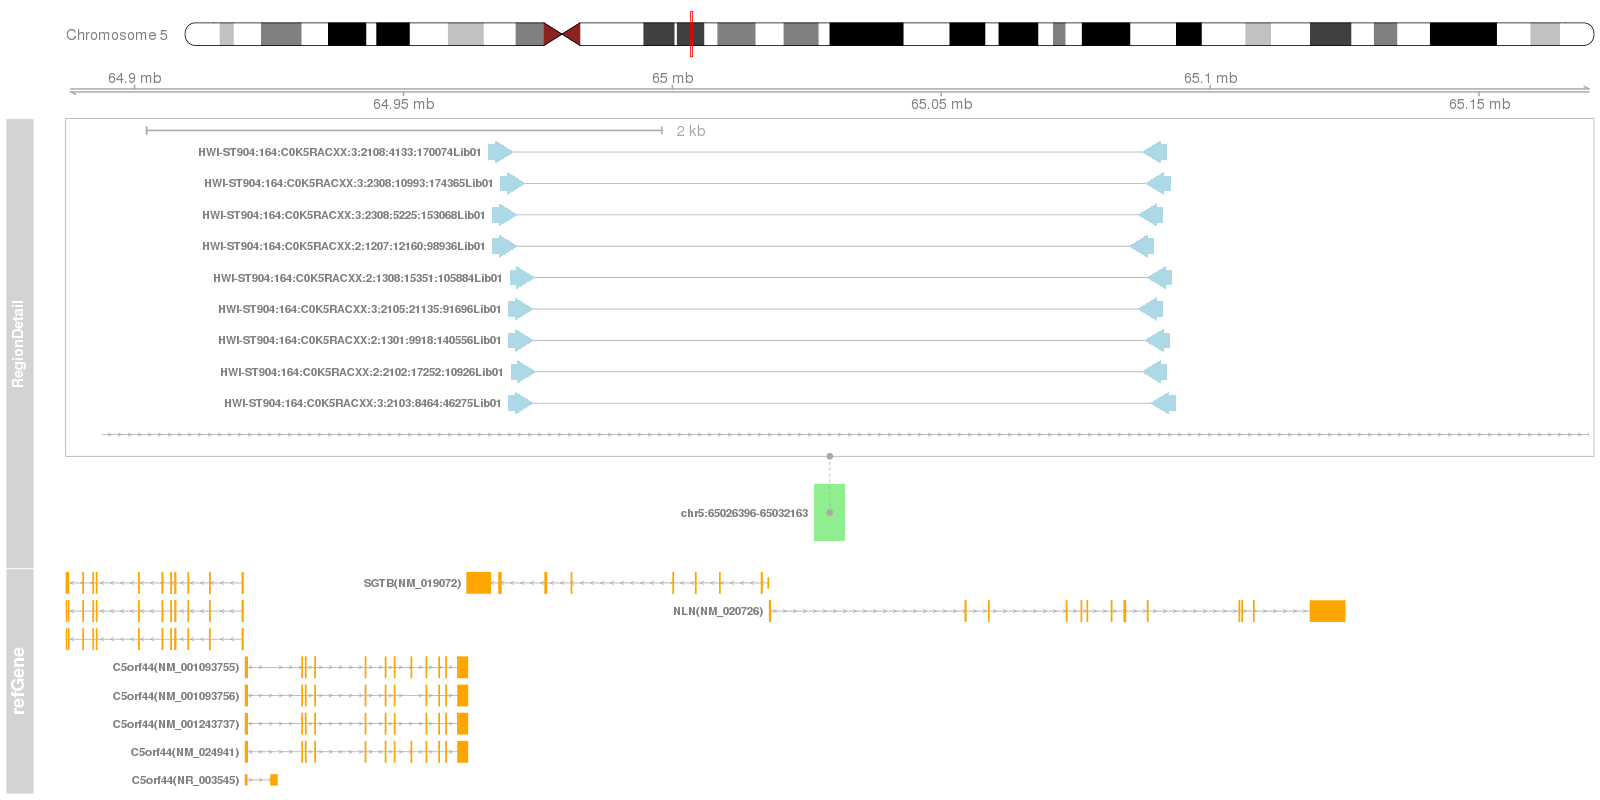 Chromosome 5
64.9 mb
65 mb
65.1 mb
64.95 mb
65.05 mb
65.15 mb
RegionDetail
2 kb
HWI-ST904:164:C0K5RACXX:3:2108:4133:170074Lib01
HWI-ST904:164:C0K5RACXX:3:2308:10993:174365Lib01
HWI-ST904:164:C0K5RACXX:3:2308:5225:153068Lib01
HWI-ST904:164:C0K5RACXX:2:1207:12160:98936Lib01
HWI-ST904:164:C0K5RACXX:2:1308:15351:105884Lib01
HWI-ST904:164:C0K5RACXX:3:2105:21135:91696Lib01
HWI-ST904:164:C0K5RACXX:2:1301:9918:140556Lib01
HWI-ST904:164:C0K5RACXX:2:2102:17252:10926Lib01
HWI-ST904:164:C0K5RACXX:3:2103:8464:46275Lib01
chr5:65026396-65032163
refGene
SGTB(NM_019072)
NLN(NM_020726)
C5orf44(NM_001093755)
C5orf44(NM_001093756)
C5orf44(NM_001243737)
C5orf44(NM_024941)
C5orf44(NR_003545)